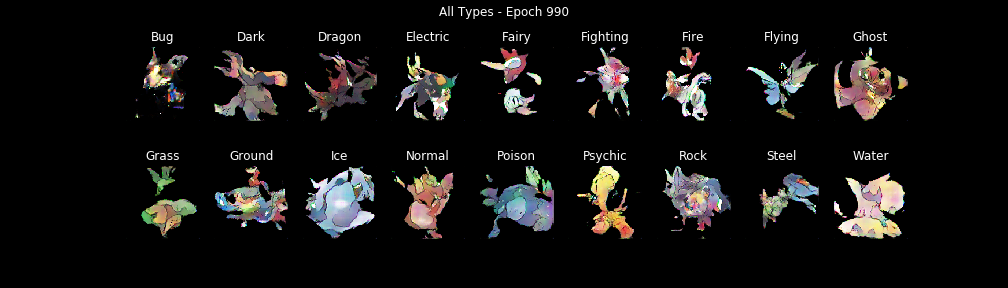 All Types - Epoch 990
Bug Dark Dragon Electric Fairy Fighting Fire Flying Ghost
Grass Ground Ice Normal Poison Psychic Rock Steel Water